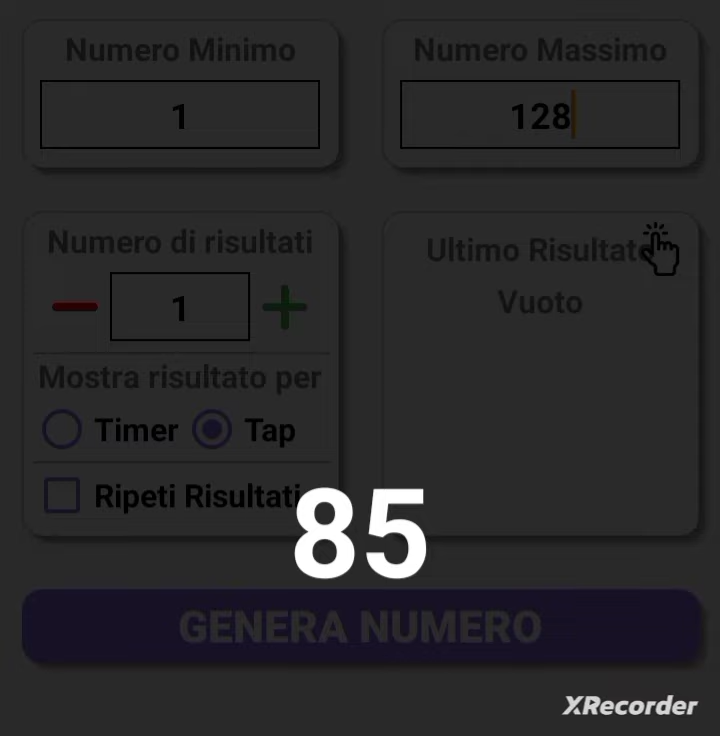 Numero Minimo
1
Numero Massimo
128
Numero di risultati
1
Mostra risultato per
Timer Tap
Ripeti Risultati
Ultimo Risultato
Vuoto
85
GENERA NUMERO
XRecorder